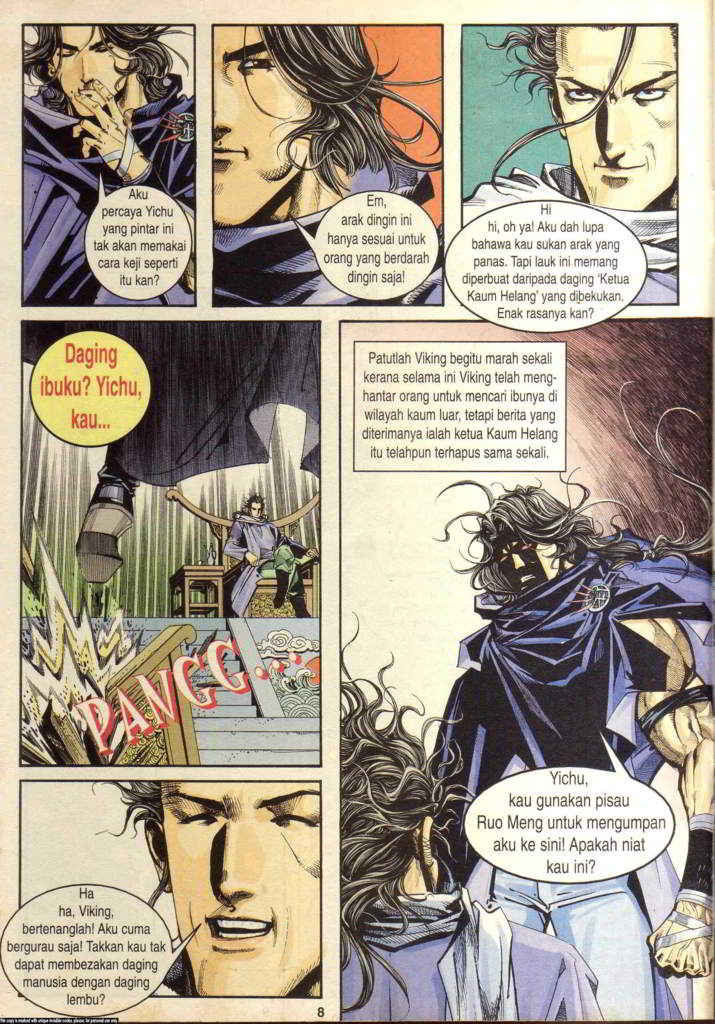 Aku
percaya Yichu
yang pintar ini
tak akan memakai
cara keji seperti
itu kan?
Em,
arak dingin ini
hanya sesuai untuk
orang yang berdarah
dingin saja!
Hi
hi, oh ya! Aku dah lupa
bahawa kau sukan arak yang
panas. Tapi lauk ini memang
diperbuat daripada daging ‘Ketua
Kaum Helang’ yang dibekukan.
Enak rasanya kan?
Daging
ibuku? Yichu,
kau...
PANGG...
Patutlah Viking begitu marah sekali
kerana selama ini Viking telah meng-
hantar orang untuk mencari ibunya di
wilayah kaum luar, tetapi berita yang
diterimanya ialah ketua Kaum Helang
itu telahpun terhapus sama sekali.
Ha
ha, Viking,
bertenanglah! Aku cuma
bergurau saja! Takkan kau tak
dapat membezakan daging
manusia dengan daging
lembu?
Yichu,
kau gunakan pisau
Ruo Meng untuk mengumpan
aku ke sini! Apakah niat
kau ini?
8